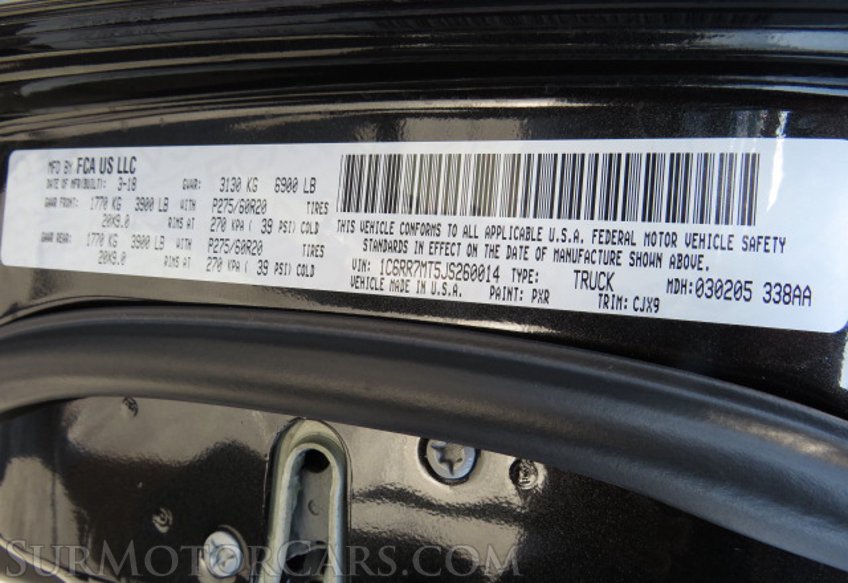 MFD BY FCA US LLC
DATE OF MFD(BUILT): 3-18 GVWR: 3130 KG 6900 LB
GAWR FRONT: 1770 KG 3900 LB WITH P275/60R20 TIRES
20X9.0 RIMS AT 270 KPA ( 39 PSI) COLD
GAWR REAR: 1770 KG 3900 LB WITH P275/60R20 TIRES
20X9.0 RIMS AT 270 KPA ( 39 PSI) COLD
THIS VEHICLE CONFORMS TO ALL APPLICABLE U.S.A. FEDERAL MOTOR VEHICLE SAFETY
STANDARDS IN EFFECT ON THE DATE OF MANUFACTURE SHOWN ABOVE.
VIN: 1C6RR7MT5JS260014 TYPE: TRUCK MDH:030205 338AA
VEHICLE MADE IN U.S.A. PAINT: PXR TRIM: CJX9
SURMOTORCARS.COM